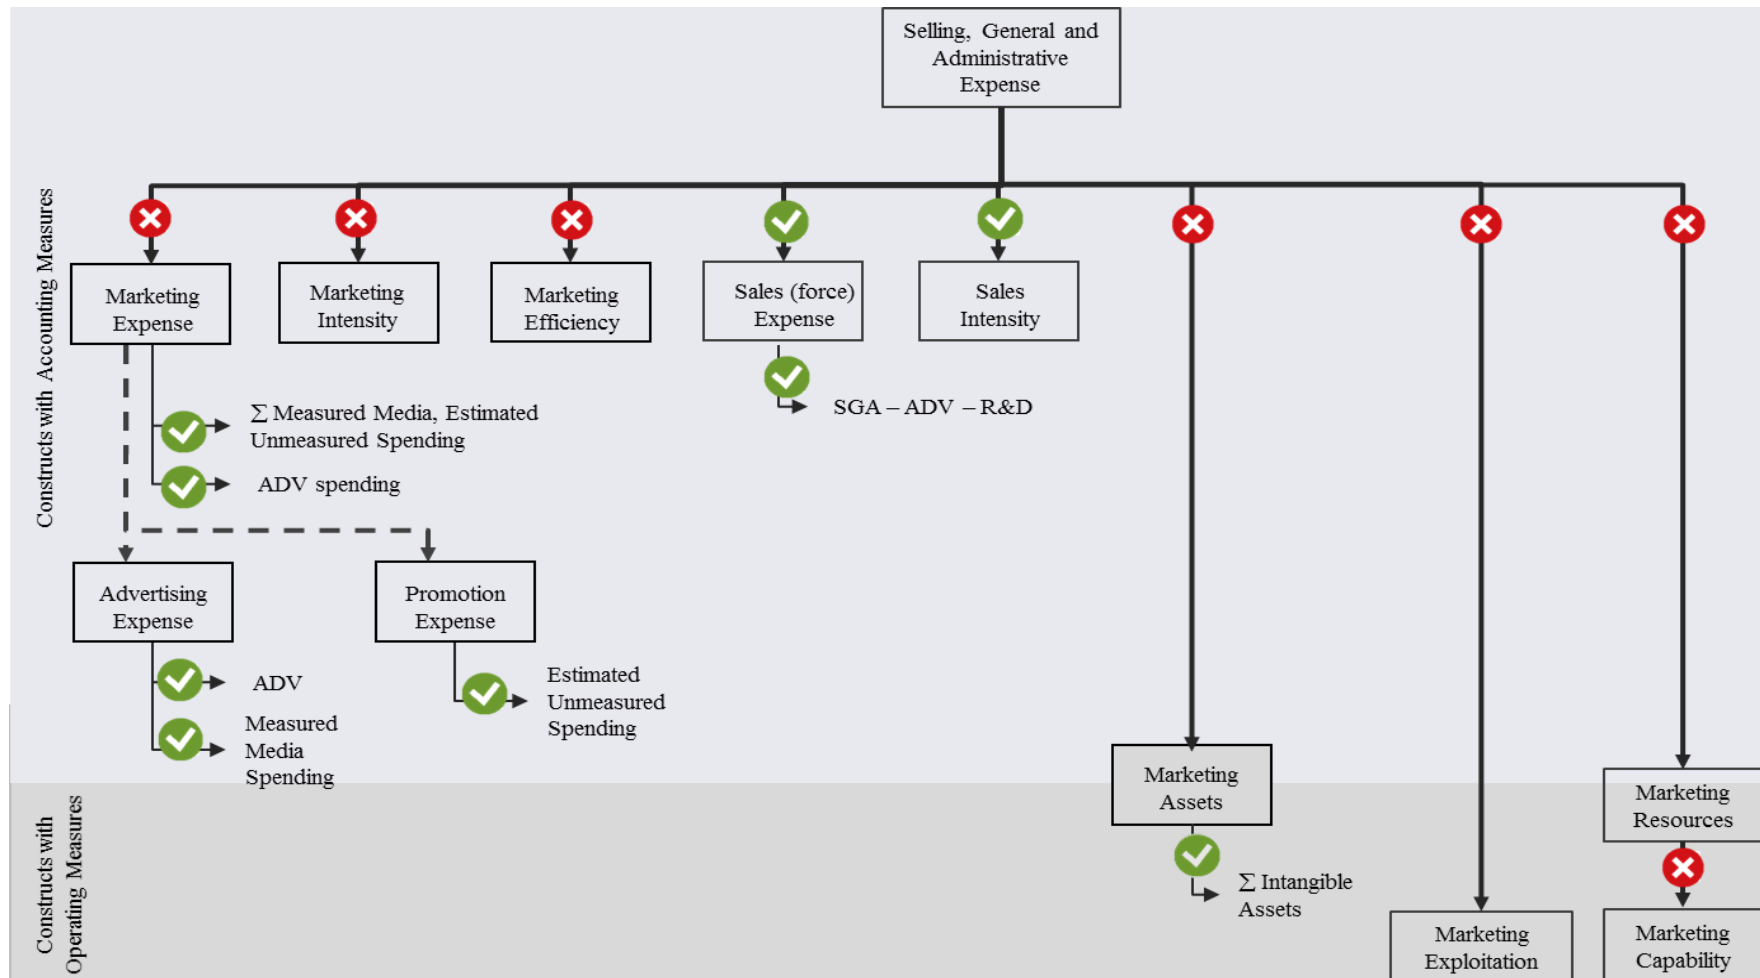 Selling, General and
Administrative
Expense
Constructs with Accounting Measures
Marketing
Expense
Marketing
Intensity
Marketing
Efficiency
Sales (force)
Expense
Sales
Intensity
Σ Measured Media, Estimated
Unmeasured Spending
ADV spending
SGA – ADV – R&D
Advertising
Expense
Promotion
Expense
ADV
Measured
Media
Spending
Estimated
Unmeasured
Spending
Constructs with
Operating Measures
Marketing
Assets
Σ Intangible
Assets
Marketing
Exploitation
Marketing
Resources
Marketing
Capability